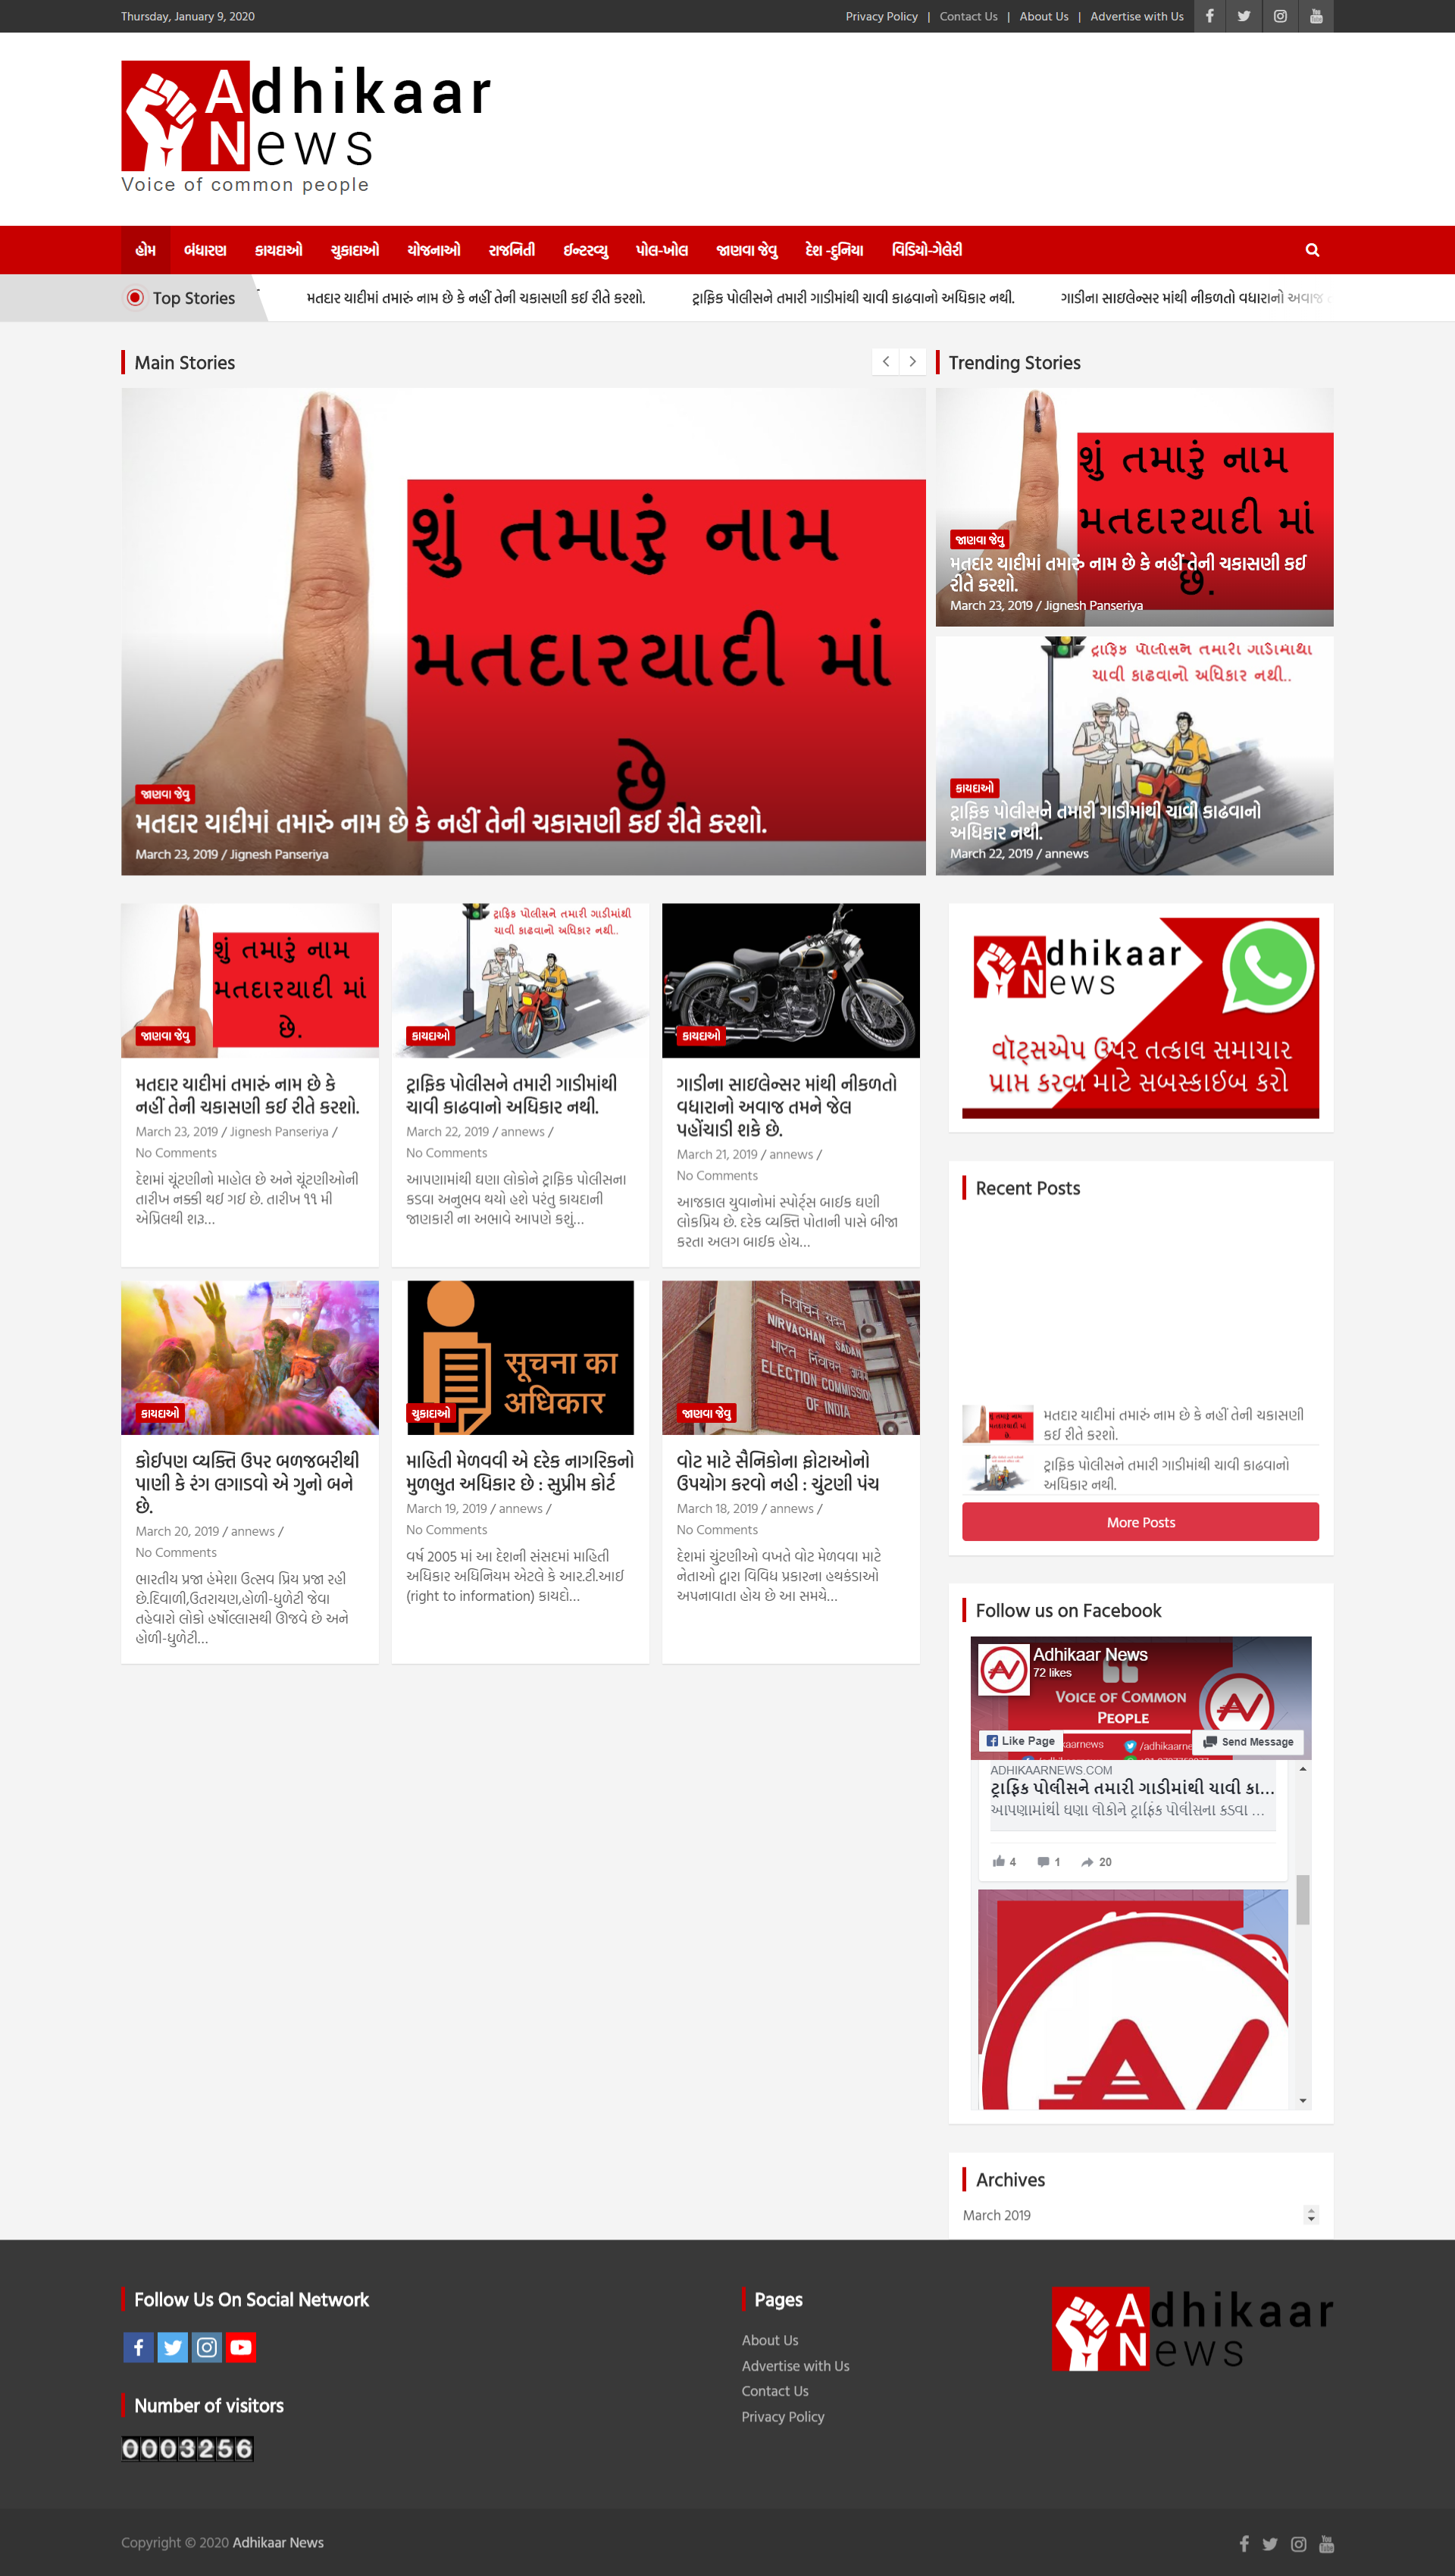 Thursday, January 9, 2020
Privacy Policy | Contact Us | About Us | Advertise with Us
Adhikaar
News
Voice of common people
હોમ બંધારણ કાયદાઓ ચુકાદાઓ યોજનાઓ રાજનિતી ઈન્ટરવ્યુ પોલ-ખોલ જાણવા જેવુ દેશ -દુનિયા વિડિયો-ગેલેરી
Top Stories મતદાર યાદીમાં તમારું નામ છે કે નહીં તેની ચકાસણી કઈ રીતે કરશો. ટ્રાફિક પોલીસને તમારી ગાડીમાંથી ચાવી કાઢવાનો અધિકાર નથી. ગાડીના સાઇલેન્સર માંથી નીકળતો વધારાનો અવાજ
Main Stories
શું તમારું નામ
મતદારયાદી માં
છે.
જાણવા જેવુ
મતદાર યાદીમાં તમારું નામ છે કે નહીં તેની ચકાસણી કઈ રીતે કરશો.
March 23, 2019 / Jignesh Panseriya
Trending Stories
શું તમારું નામ
મતદારયાદી માં
છે.
જાણવા જેવુ
મતદાર યાદીમાં તમારું નામ છે કે નહીં તેની ચકાસણી કઈ
રીતે કરશો.
March 23, 2019 / Jignesh Panseriya
ટ્રાફિક પોલીસને તમારી ગાડીમાંથી
ચાવી કાઢવાનો અધિકાર નથી..
કાયદાઓ
ટ્રાફિક પોલીસને તમારી ગાડીમાંથી ચાવી કાઢવાનો
અધિકાર નથી.
March 22, 2019 / annews
શું તમારું નામ
મતદારયાદી માં
છે.
જાણવા જેવુ
મતદાર યાદીમાં તમારું નામ છે કે
નહીં તેની ચકાસણી કઈ રીતે કરશો.
March 23, 2019 / Jignesh Panseriya /
No Comments
દેશમાં ચૂંટણીનો માહોલ છે અને ચૂંટણીઓની
તારીખ નક્કી થઈ ગઈ છે. તારીખ ૧૧ મી
એપ્રિલથી શરૂ…
ટ્રાફિક પોલીસને તમારી ગાડીમાંથી
ચાવી કાઢવાનો અધિકાર નથી..
કાયદાઓ
ટ્રાફિક પોલીસને તમારી ગાડીમાંથી
ચાવી કાઢવાનો અધિકાર નથી.
March 22, 2019 / annews /
No Comments
આપણામાંથી ઘણા લોકોને ટ્રાફિક પોલીસના
કડવા અનુભવ થયો હશે પરંતુ કાયદાની
જાણકારી ના અભાવે આપણે કશું…
કાયદાઓ
ગાડીના સાઇલેન્સર માંથી નીકળતો
વધારાનો અવાજ તમને જેલ
પહોંચાડી શકે છે.
March 21, 2019 / annews /
No Comments
આજકાલ યુવાનોમાં સ્પોર્ટ્સ બાઈક ઘણી
લોકપ્રિય છે. દરેક વ્યક્તિ પોતાની પાસે બીજા
કરતા અલગ બાઈક હોય…
કાયદાઓ
કોઈપણ વ્યક્તિ ઉપર બળજબરીથી
પાણી કે રંગ લગાડવો એ ગુનો બને
છે.
March 20, 2019 / annews /
No Comments
ભારતીય પ્રજા હંમેશા ઉત્સવ પ્રિય પ્રજા રહી
છે.દિવાળી,ઉતરાયણ,હોળી-ધુળેટી જેવા
તહેવારો લોકો હર્ષોલ્લાસથી ઊજવે છે અને
હોળી-ધુળેટી…
सूचना का
अधिकार
ચુકાદાઓ
માહિતી મેળવવી એ દરેક નાગરિકનો
મુળભુત અધિકાર છે : સુપ્રીમ કોર્ટ
March 19, 2019 / annews /
No Comments
વર્ષ 2005 માં આ દેશની સંસદમાં માહિતી
અધિકાર અધિનિયમ એટલે કે આર.ટી.આઈ
(right to information) કાયદો…
निर्वाचन सदन
NIRVACHAN SADAN
भारत निर्वाचन आयोग
ELECTION COMMISSION
OF INDIA
જાણવા જેવુ
વોટ માટે સૈનિકોના ફોટાઓનો
ઉપયોગ કરવો નહી : ચુંટણી પંચ
March 18, 2019 / annews /
No Comments
દેશમાં ચુંટણીઓ વખતે વોટ મેળવવા માટે
નેતાઓ દ્વારા વિવિધ પ્રકારના હથકંડાઓ
અપનાવાતા હોય છે આ સમયે…
Adhikaar
News
વૉટ્સએપ ઉપર તત્કાલ સમાચાર
પ્રાપ્ત કરવા માટે સબસ્ક્રાઈબ કરો
Recent Posts
મતદાર યાદીમાં તમારું નામ છે કે નહીં તેની ચકાસણી
કઈ રીતે કરશો.
ટ્રાફિક પોલીસને તમારી ગાડીમાંથી ચાવી કાઢવાનો
અધિકાર નથી.
More Posts
Follow us on Facebook
Adhikaar News
72 likes
VOICE OF COMMON
PEOPLE
Like Page
Send Message
ADHIKAARNEWS.COM
ટ્રાફિક પોલીસને તમારી ગાડીમાંથી ચાવી કા…
આપણામાંથી ઘણા લોકોને ટ્રાફિક પોલીસના કડવા …
4 1 20
Archives
March 2019
Follow Us On Social Network
Number of visitors
0003256
Pages
About Us
Advertise with Us
Contact Us
Privacy Policy
Adhikaar
News
Copyright © 2020 Adhikaar News